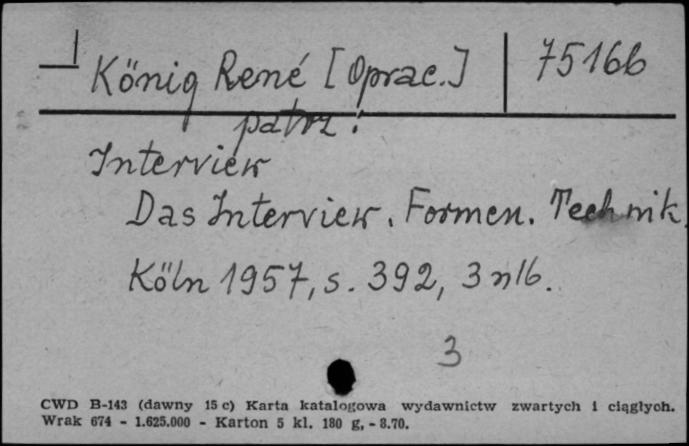 König René [Oprac.] 75166
patrz:
Interview
Das Interview. Formen. Technik.
Köln 1957, s. 392, 3 nlb.
3
CWD B-143 (dawny 15 c) Karta katalogowa wydawnictw zwartych i ciągłych.
Wrak 674 - 1.625.000 - Karton 5 kl. 180 g, - 8.70.